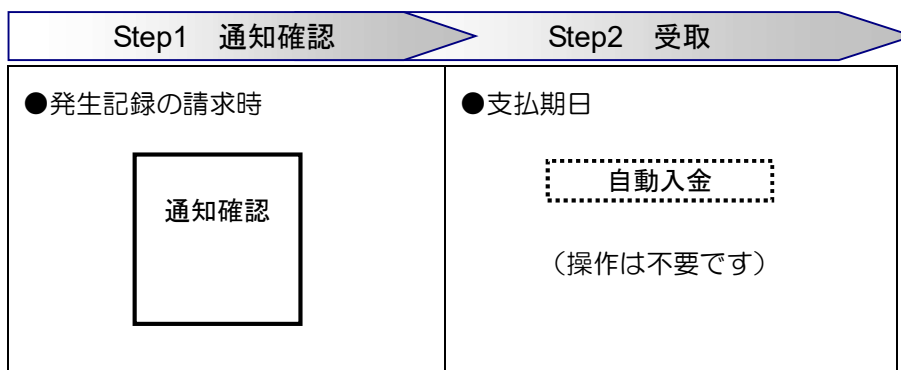 Step1 通知確認
Step2 受取
●発生記録の請求時
通知確認
●支払期日
自動入金
（操作は不要です）